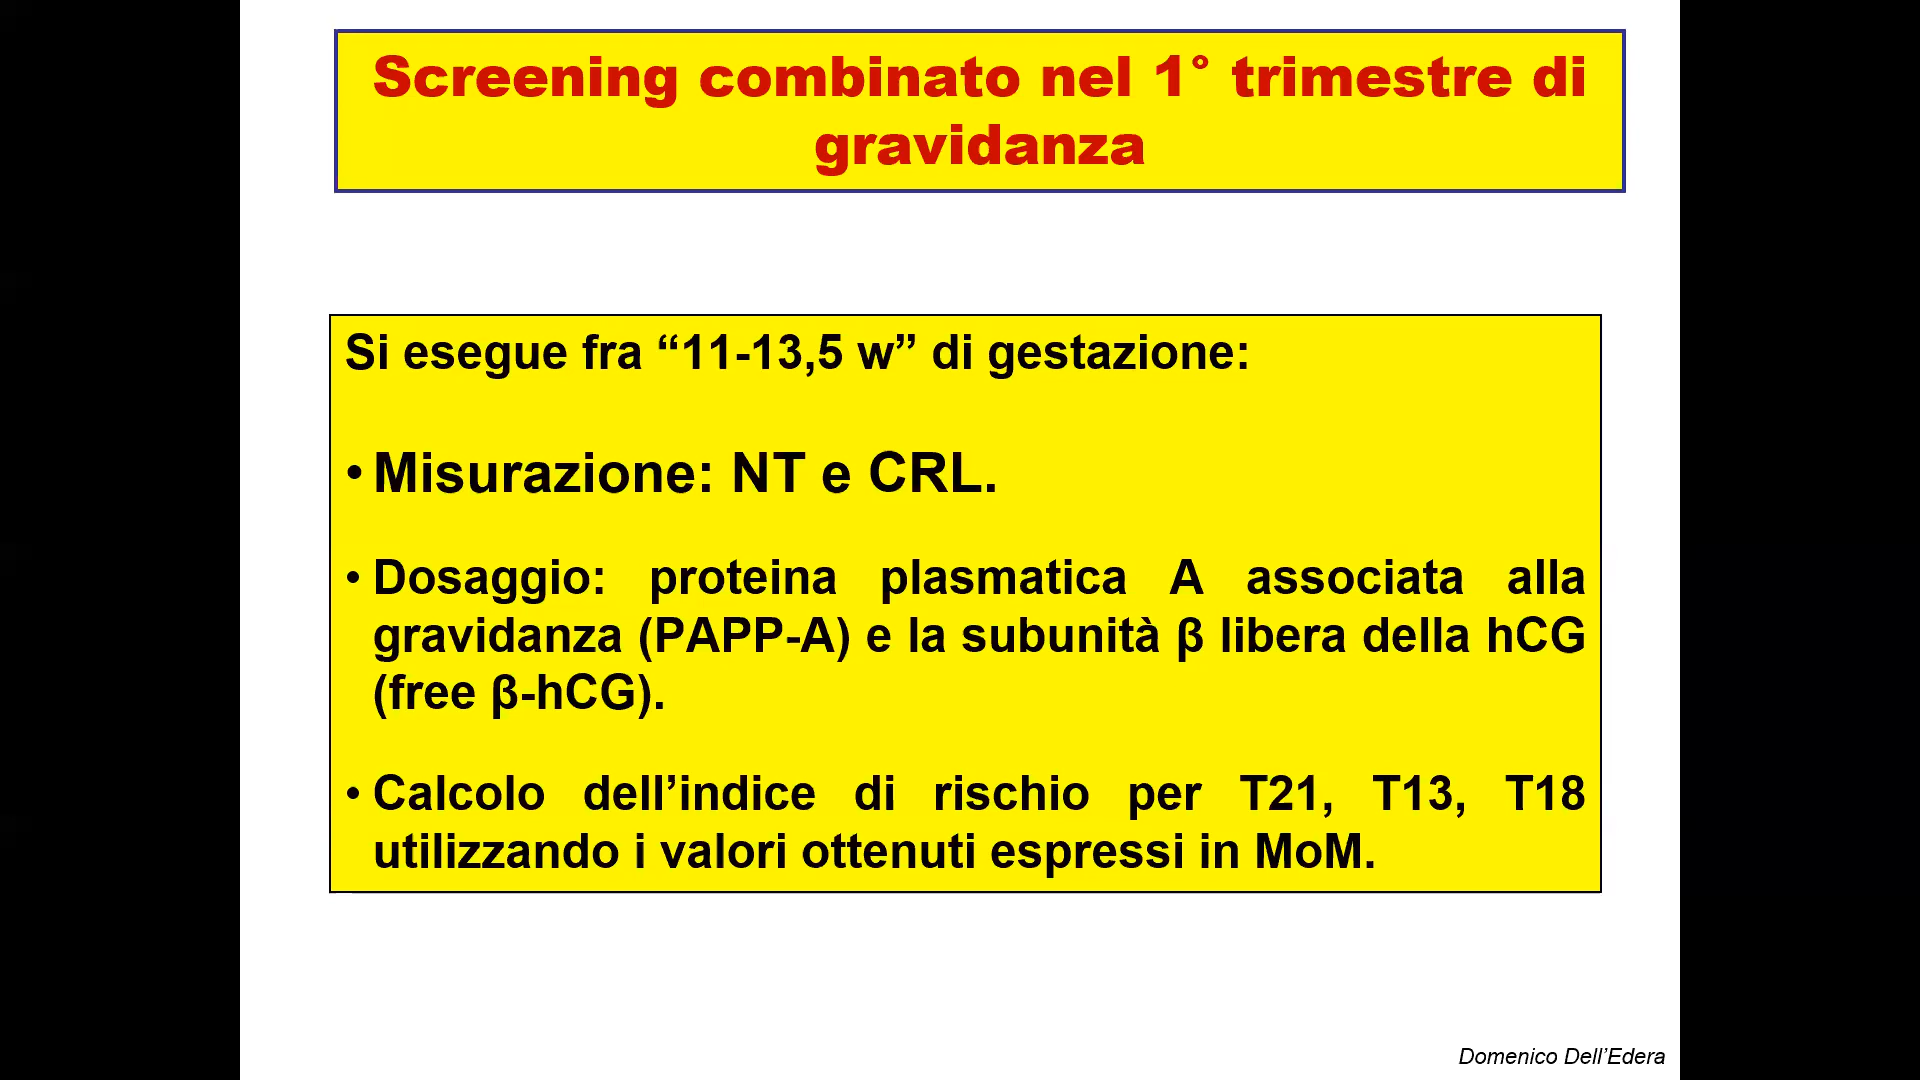 Screening combinato nel 1° trimestre di
gravidanza
Si esegue fra “11-13,5 w” di gestazione:
• Misurazione: NT e CRL.
• Dosaggio: proteina plasmatica A associata alla
gravidanza (PAPP-A) e la subunità β libera della hCG
(free β-hCG).
• Calcolo dell’indice di rischio per T21, T13, T18
utilizzando i valori ottenuti espressi in MoM.
Domenico Dell’Edera